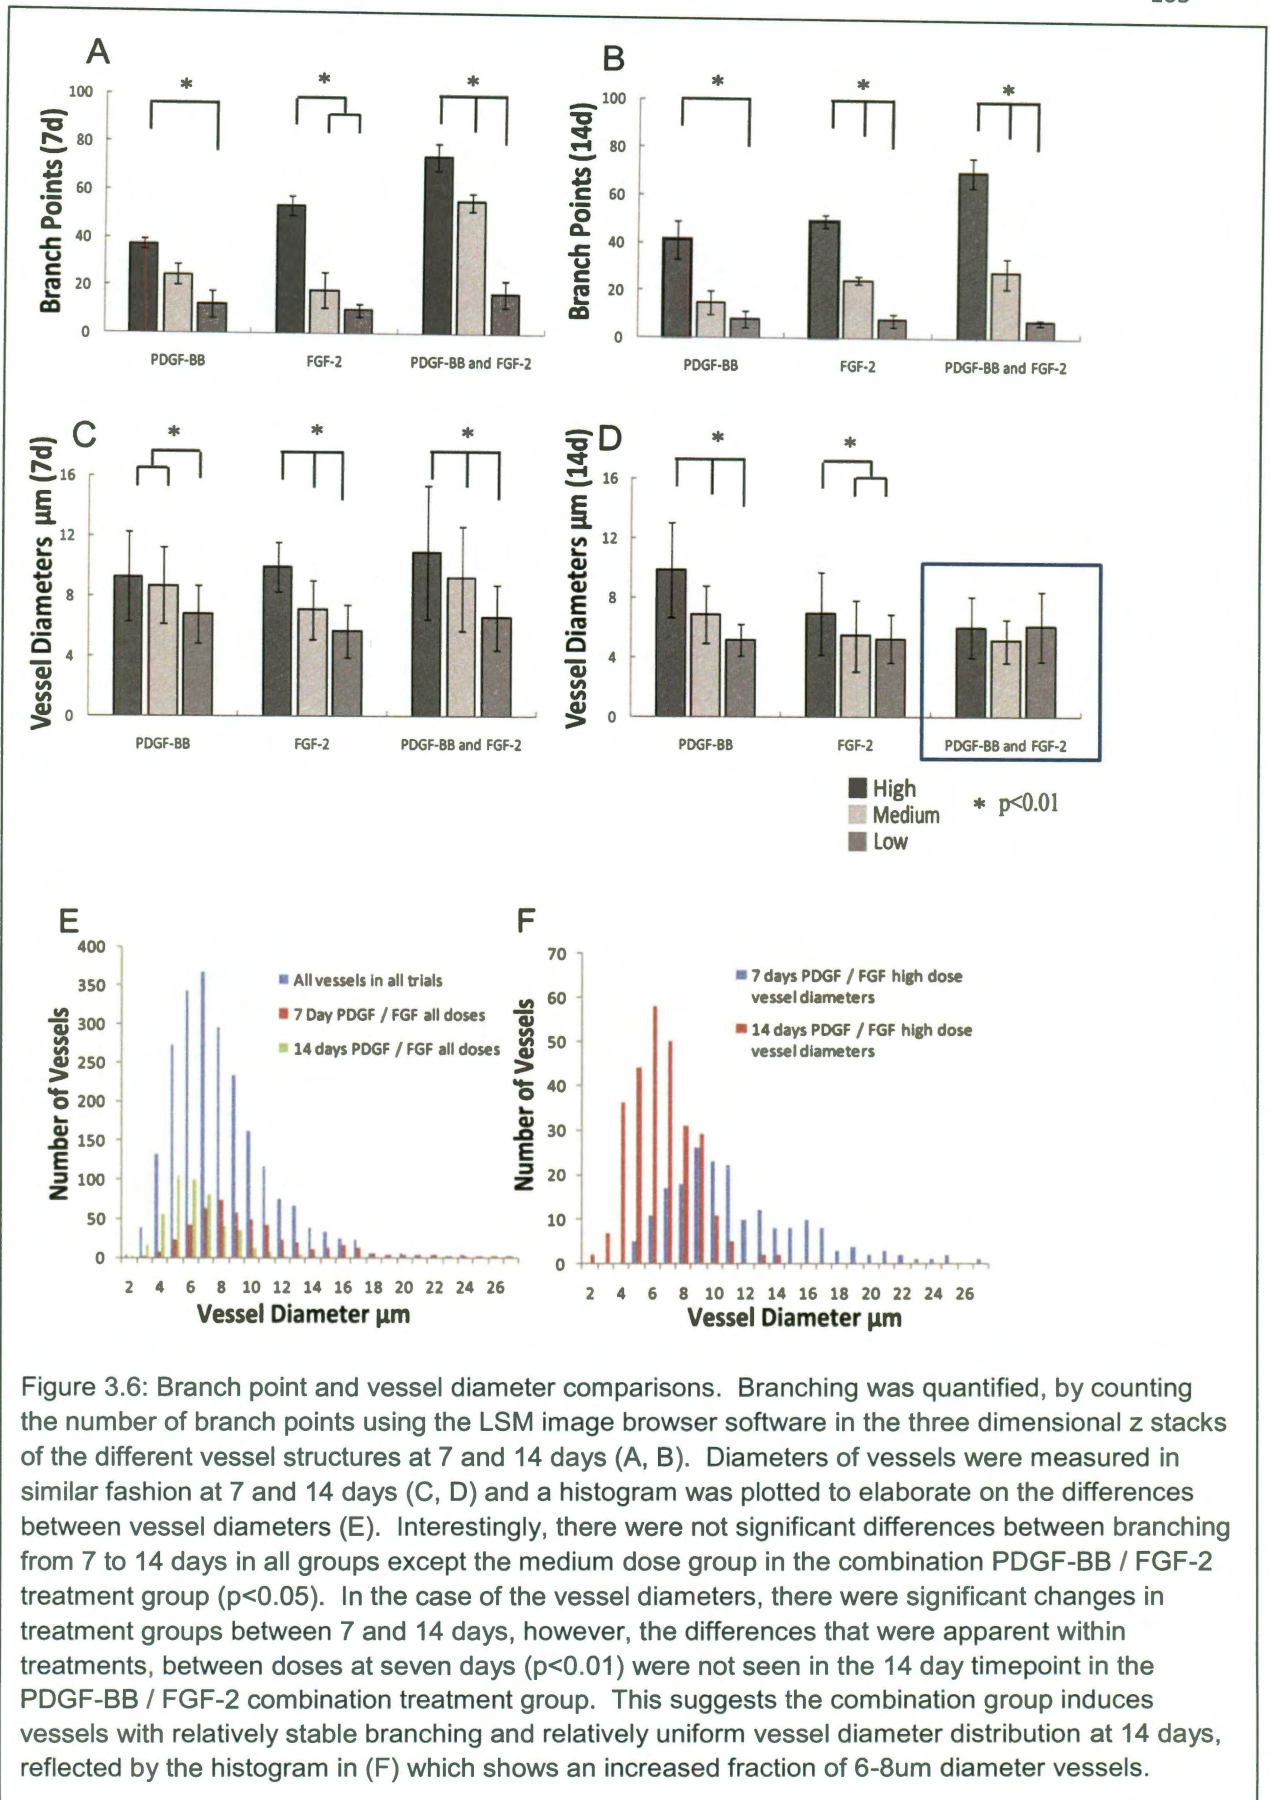 A
*
*
*
100
80
60
40
20
0
Branch Points (7d)
PDGF-BB
FGF-2
PDGF-BB and FGF-2
B
*
*
*
100
80
60
40
20
0
Branch Points (14d)
PDGF-BB
FGF-2
PDGF-BB and FGF-2
C
*
*
*
16
12
8
4
0
Vessel Diameters µm (7d)
PDGF-BB
FGF-2
PDGF-BB and FGF-2
D
*
*
16
12
8
4
0
Vessel Diameters µm (14d)
PDGF-BB
FGF-2
PDGF-BB and FGF-2
High
Medium
Low
* p<0.01
E
400
350
300
250
200
150
100
50
0
Number of Vessels
All vessels in all trials
7 Day PDGF / FGF all doses
14 days PDGF / FGF all doses
2 4 6 8 10 12 14 16 18 20 22 24 26
Vessel Diameter µm
F
70
60
50
40
30
20
10
0
Number of Vessels
7 days PDGF / FGF high dose
vessel diameters
14 days PDGF / FGF high dose
vessel diameters
2 4 6 8 10 12 14 16 18 20 22 24 26
Vessel Diameter µm
Figure 3.6: Branch point and vessel diameter comparisons. Branching was quantified, by counting
the number of branch points using the LSM image browser software in the three dimensional z stacks
of the different vessel structures at 7 and 14 days (A, B). Diameters of vessels were measured in
similar fashion at 7 and 14 days (C, D) and a histogram was plotted to elaborate on the differences
between vessel diameters (E). Interestingly, there were not significant differences between branching
from 7 to 14 days in all groups except the medium dose group in the combination PDGF-BB / FGF-2
treatment group (p<0.05). In the case of the vessel diameters, there were significant changes in
treatment groups between 7 and 14 days, however, the differences that were apparent within
treatments, between doses at seven days (p<0.01) were not seen in the 14 day timepoint in the
PDGF-BB / FGF-2 combination treatment group. This suggests the combination group induces
vessels with relatively stable branching and relatively uniform vessel diameter distribution at 14 days,
reflected by the histogram in (F) which shows an increased fraction of 6-8um diameter vessels.